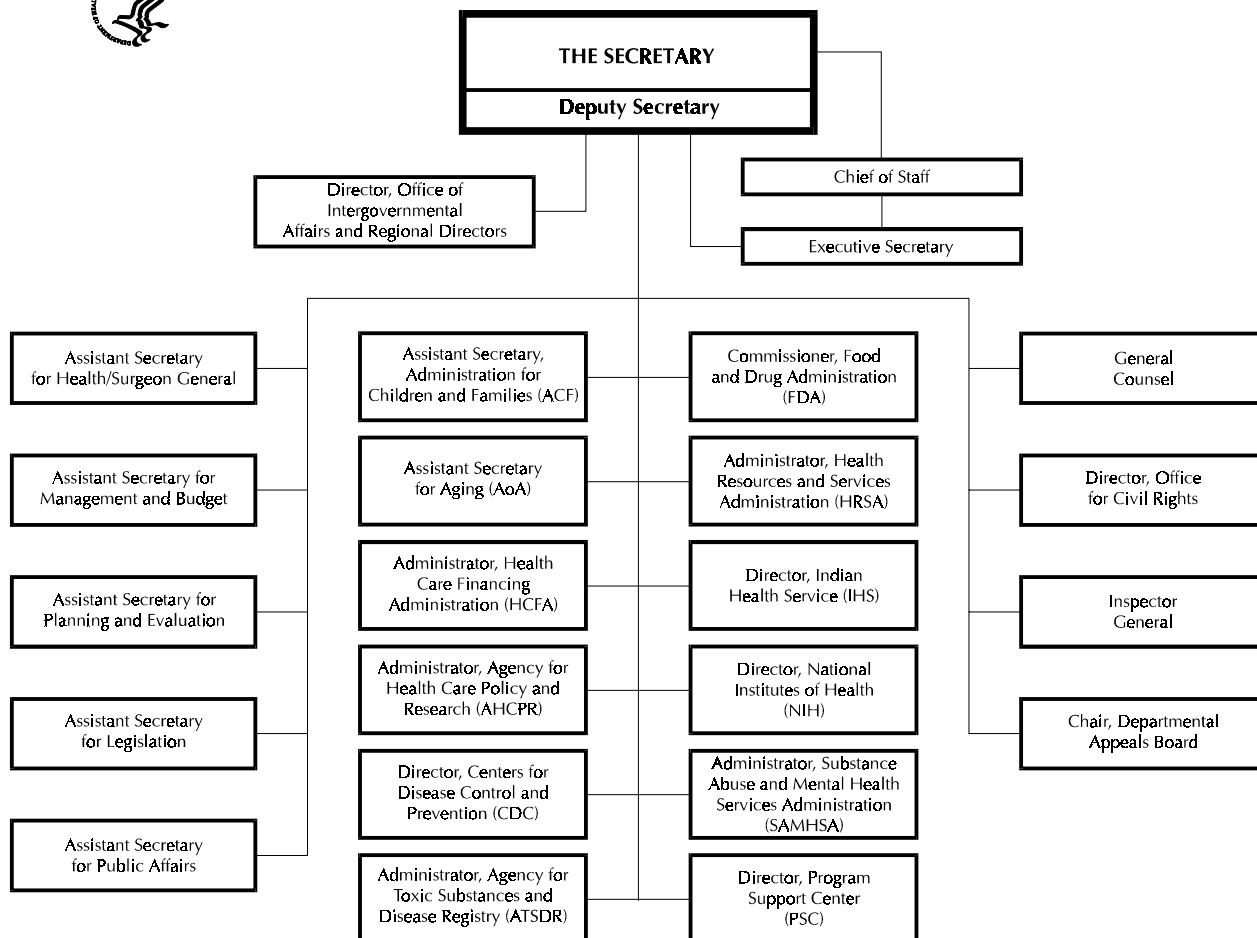 THE SECRETARY
Deputy Secretary
Director, Office of
Intergovernmental
Affairs and Regional Directors
Chief of Staff
Executive Secretary
Assistant Secretary
for Health/Surgeon General
Assistant Secretary for
Management and Budget
Assistant Secretary for
Planning and Evaluation
Assistant Secretary
for Legislation
Assistant Secretary
for Public Affairs
Assistant Secretary,
Administration for
Children and Families (ACF)
Assistant Secretary
for Aging (AoA)
Administrator, Health
Care Financing
Administration (HCFA)
Administrator, Agency for
Health Care Policy and
Research (AHCPR)
Director, Centers for
Disease Control and
Prevention (CDC)
Administrator, Agency for
Toxic Substances and
Disease Registry (ATSDR)
Commissioner, Food
and Drug Administration
(FDA)
Administrator, Health
Resources and Services
Administration (HRSA)
Director, Indian
Health Service (IHS)
Director, National
Institutes of Health
(NIH)
Administrator, Substance
Abuse and Mental Health
Services Administration
(SAMHSA)
Director, Program
Support Center
(PSC)
General
Counsel
Director, Office
for Civil Rights
Inspector
General
Chair, Departmental
Appeals Board